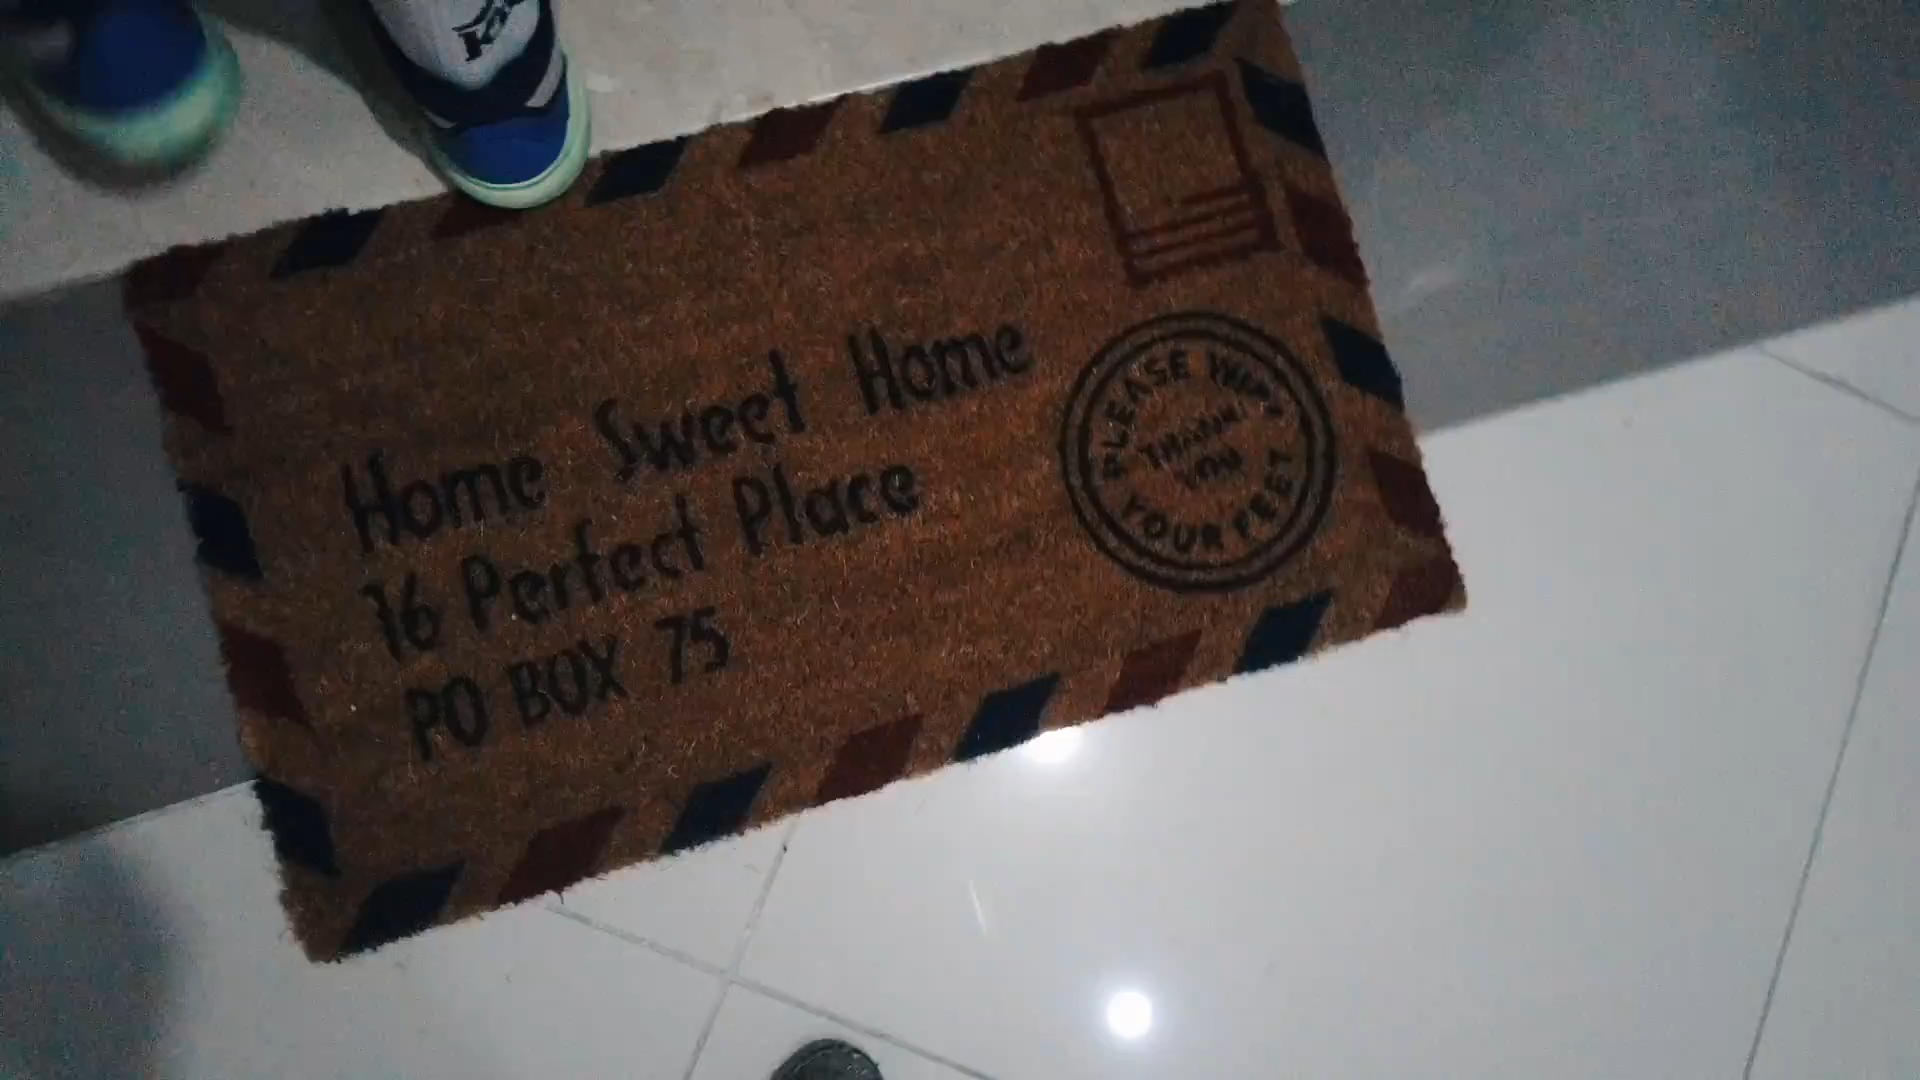 Home Sweet Home
16 Perfect Place
PO BOX 75
PLEASE WIPE
YOUR FEET
THANK
YOU